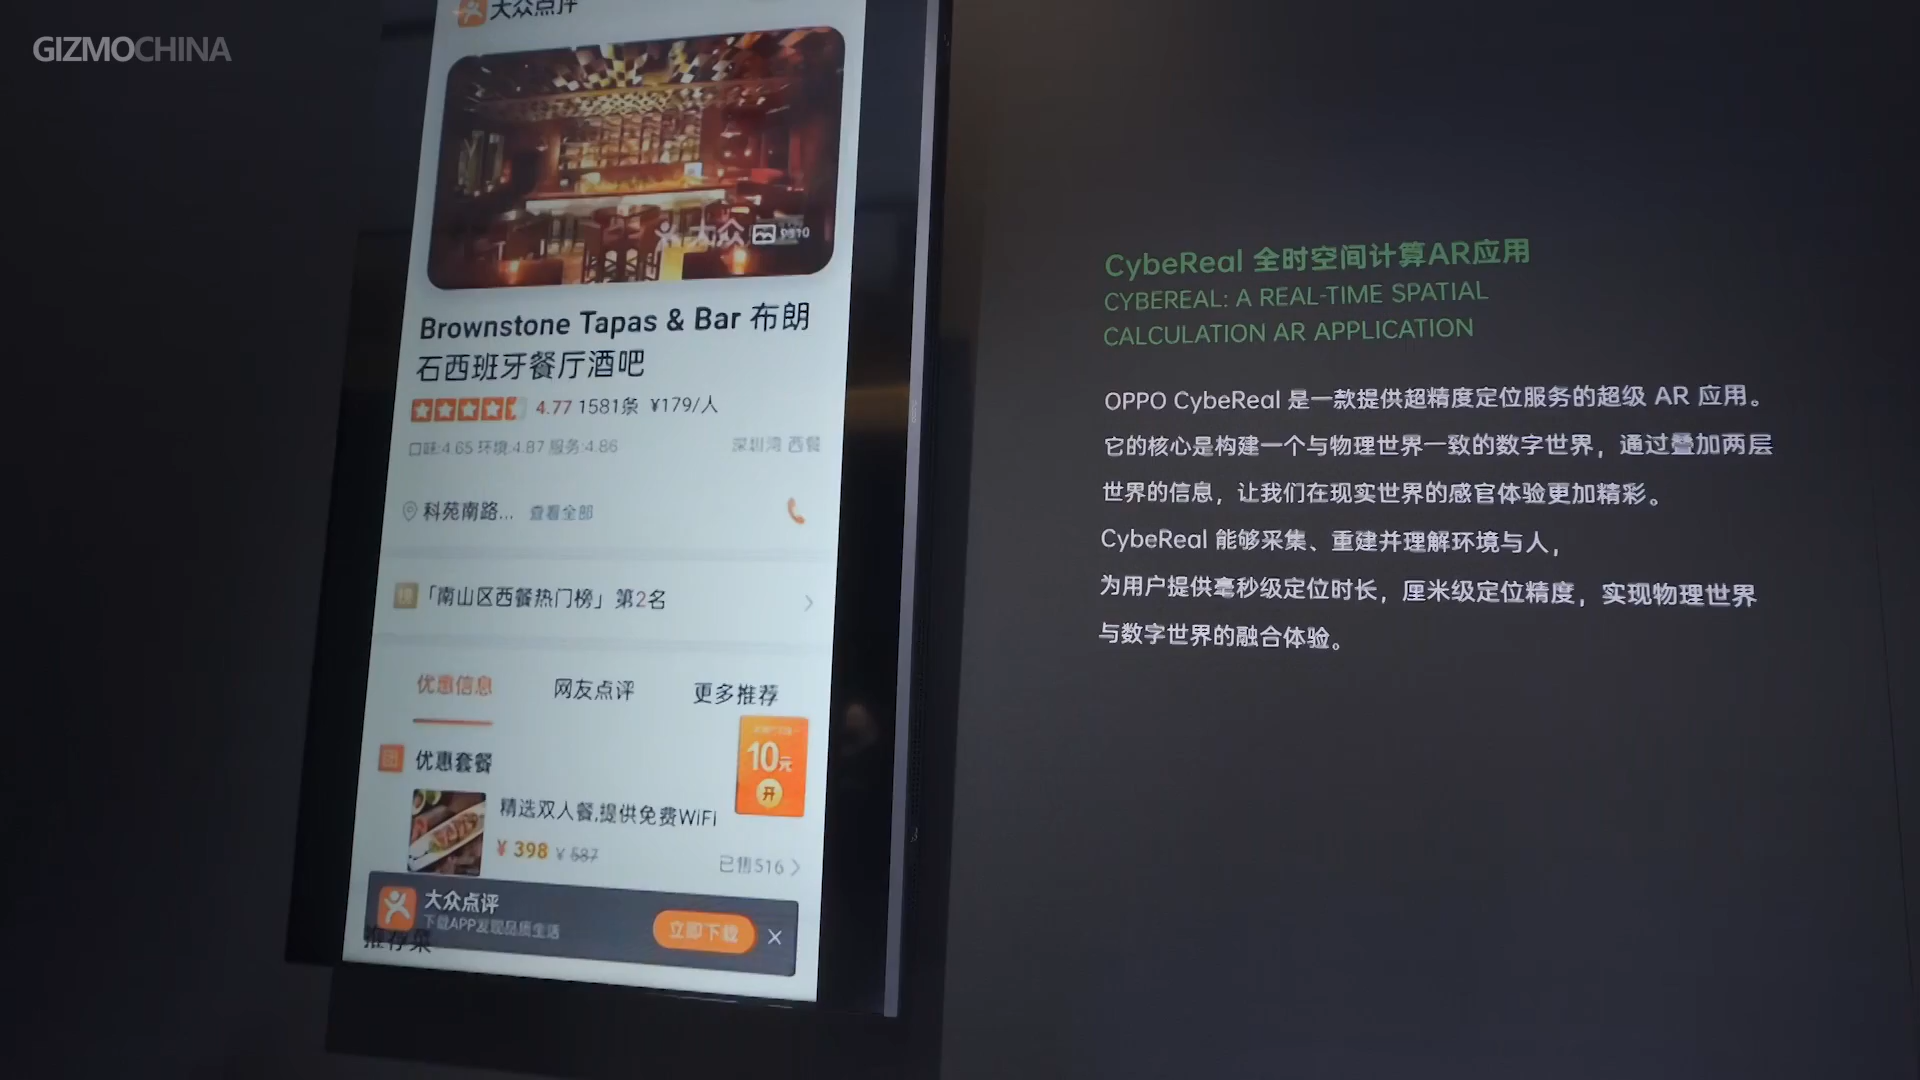 GIZMOCHINA
大众点评
大众
Brownstone Tapas & Bar 布朗
石西班牙餐厅酒吧
4.77 1581条 ¥179/人
口味:4.65 环境:4.87 服务:4.86 深圳湾 西餐
科苑南路... 查看全部
「南山区西餐热门榜」第2名
优惠信息 网友点评 更多推荐
10元
开
团 优惠套餐
精选双人餐,提供免费WiFi
¥ 398 ¥ 587
已售516
大众点评
下载APP发现品质生活
立即下载
推荐菜
CybeReal 全时空间计算AR应用
CYBEREAL: A REAL-TIME SPATIAL
CALCULATION AR APPLICATION
OPPO CybeReal 是一款提供超精度定位服务的超级 AR 应用。
它的核心是构建一个与物理世界一致的数字世界，通过叠加两层
世界的信息，让我们在现实世界的感官体验更加精彩。
CybeReal 能够采集、重建并理解环境与人，
为用户提供毫秒级定位时长，厘米级定位精度，实现物理世界
与数字世界的融合体验。